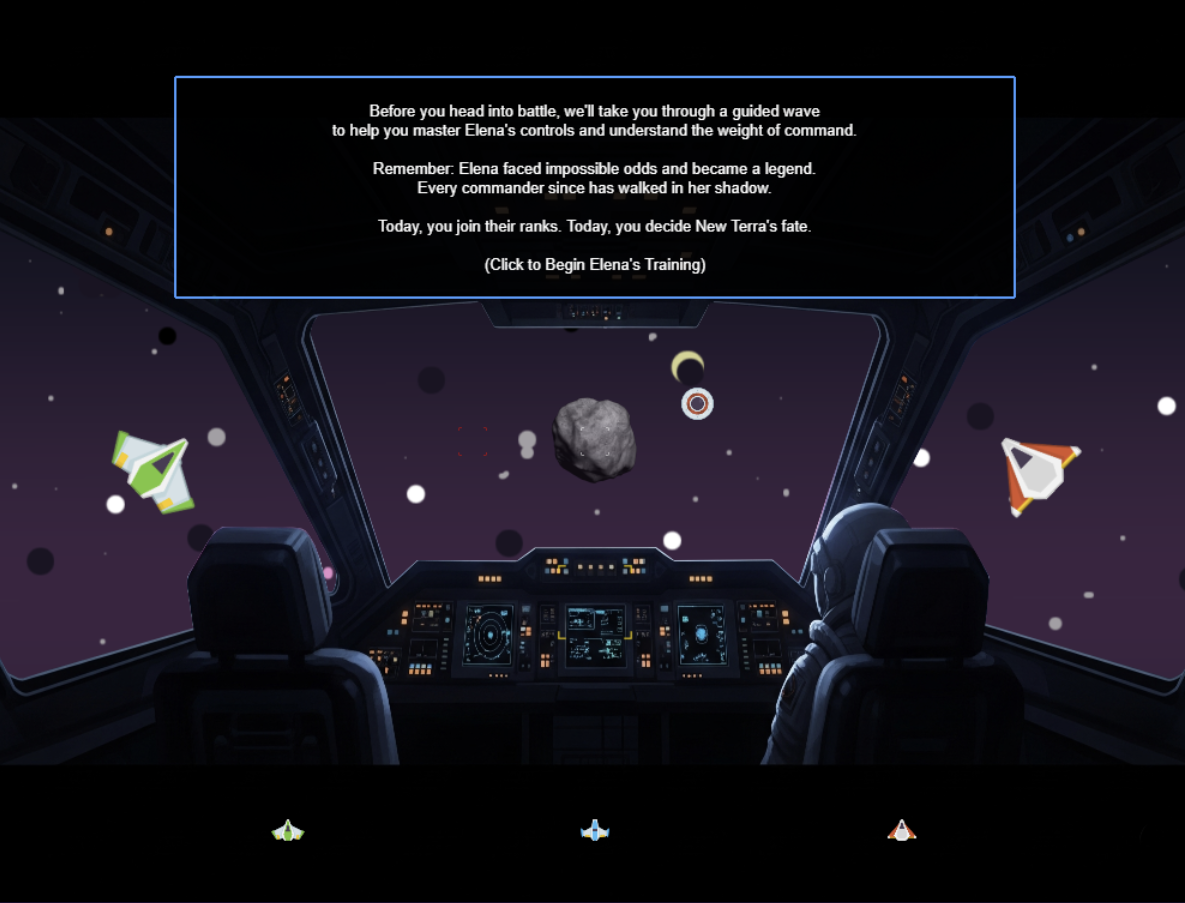 Before you head into battle, we'll take you through a guided wave
to help you master Elena's controls and understand the weight of command.
Remember: Elena faced impossible odds and became a legend.
Every commander since has walked in her shadow.
Today, you join their ranks. Today, you decide New Terra's fate.
(Click to Begin Elena's Training)